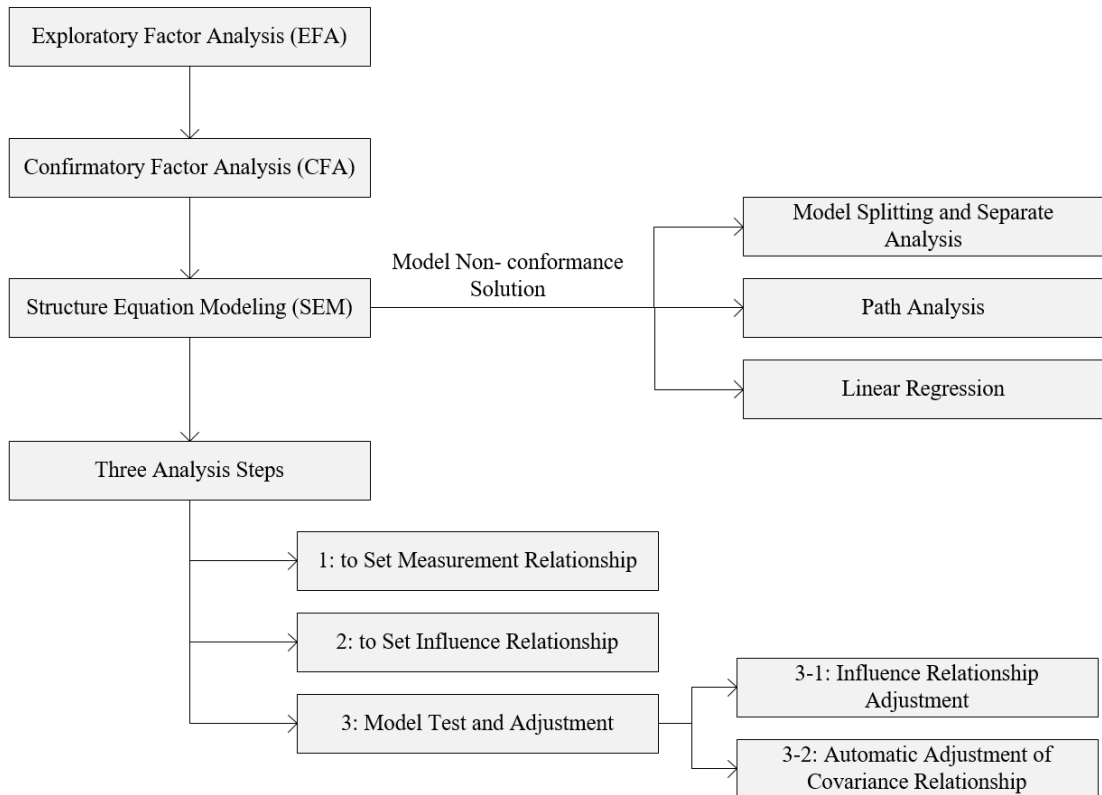 Exploratory Factor Analysis (EFA)
Confirmatory Factor Analysis (CFA)
Structure Equation Modeling (SEM)
Model Non- conformance
Solution
Model Splitting and Separate
Analysis
Path Analysis
Linear Regression
Three Analysis Steps
1: to Set Measurement Relationship
2: to Set Influence Relationship
3: Model Test and Adjustment
3-1: Influence Relationship
Adjustment
3-2: Automatic Adjustment of
Covariance Relationship